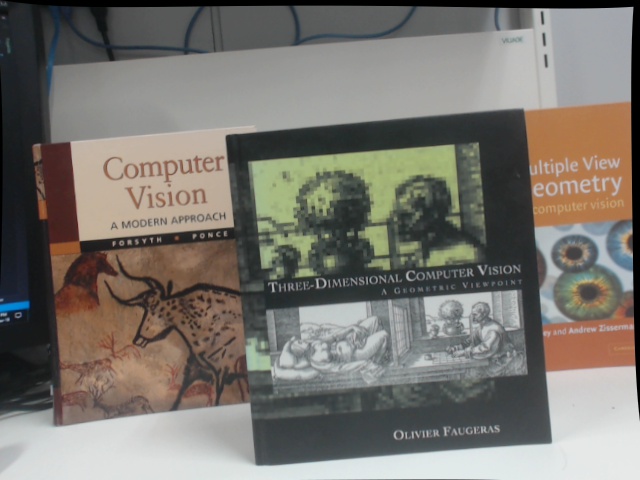 Computer
Vision
A MODERN APPROACH
FORSYTH ★ PONCE
THREE-DIMENSIONAL COMPUTER VISION
A GEOMETRIC VIEWPOINT
OLIVIER FAUGERAS
ultiple View
eometry
computer vision
ley and Andrew Zisserma